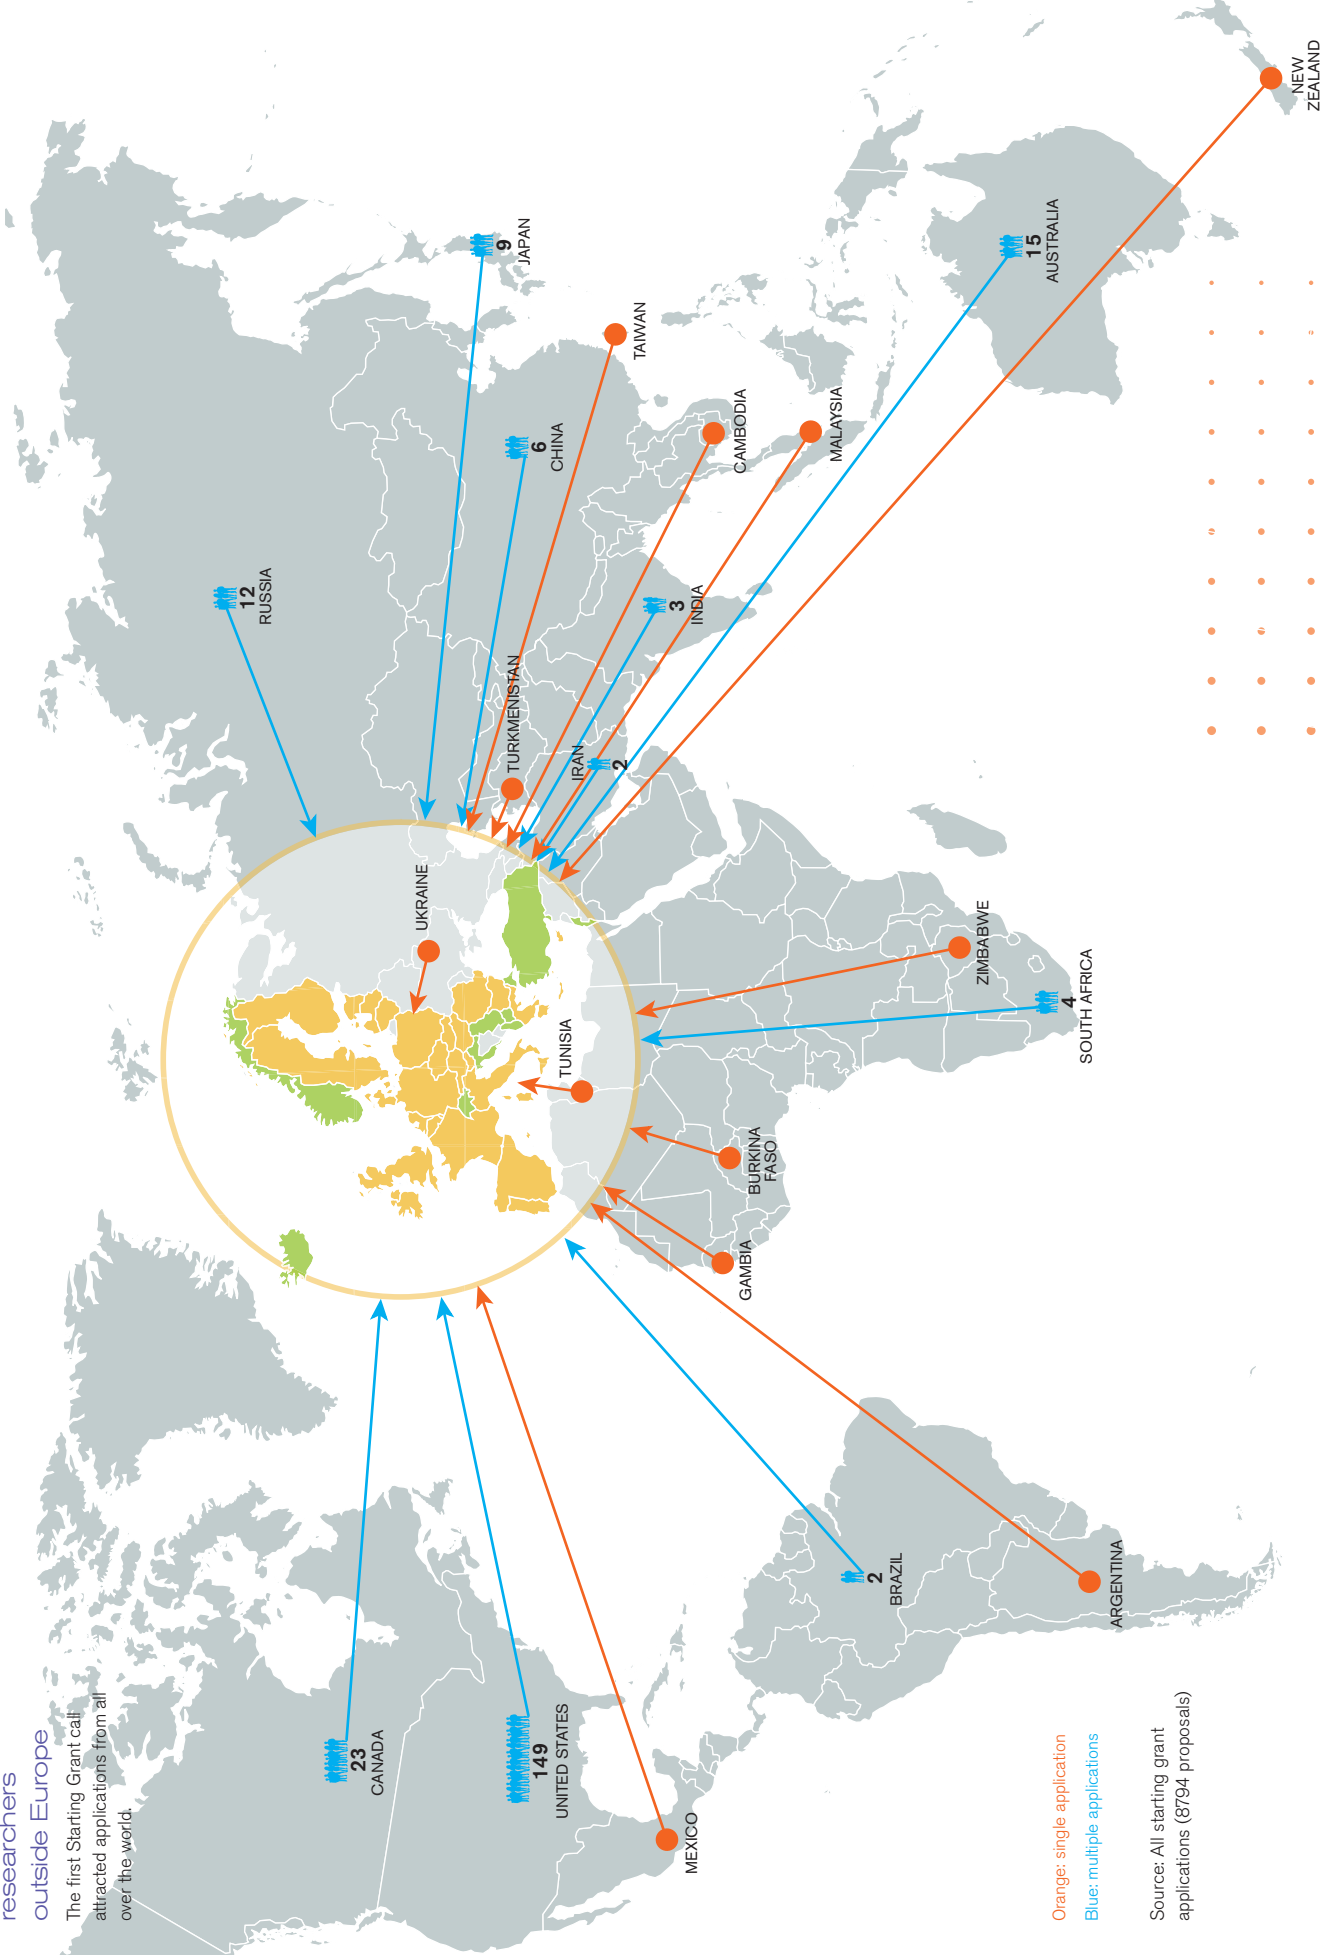 researchers
outside Europe
The first Starting Grant call
attracted applications from all
over the world.
23
CANADA
149
UNITED STATES
MEXICO
2
BRAZIL
ARGENTINA
GAMBIA
BURKINA
FASO
TUNISIA
UKRAINE
4
SOUTH AFRICA
ZIMBABWE
12
RUSSIA
TURKMENISTAN
IRAN
2
3
INDIA
6
CHINA
9
JAPAN
TAIWAN
CAMBODIA
MALAYSIA
15
AUSTRALIA
NEW
ZEALAND
Orange: single application
Blue: multiple applications
Source: All starting grant
applications (8794 proposals)